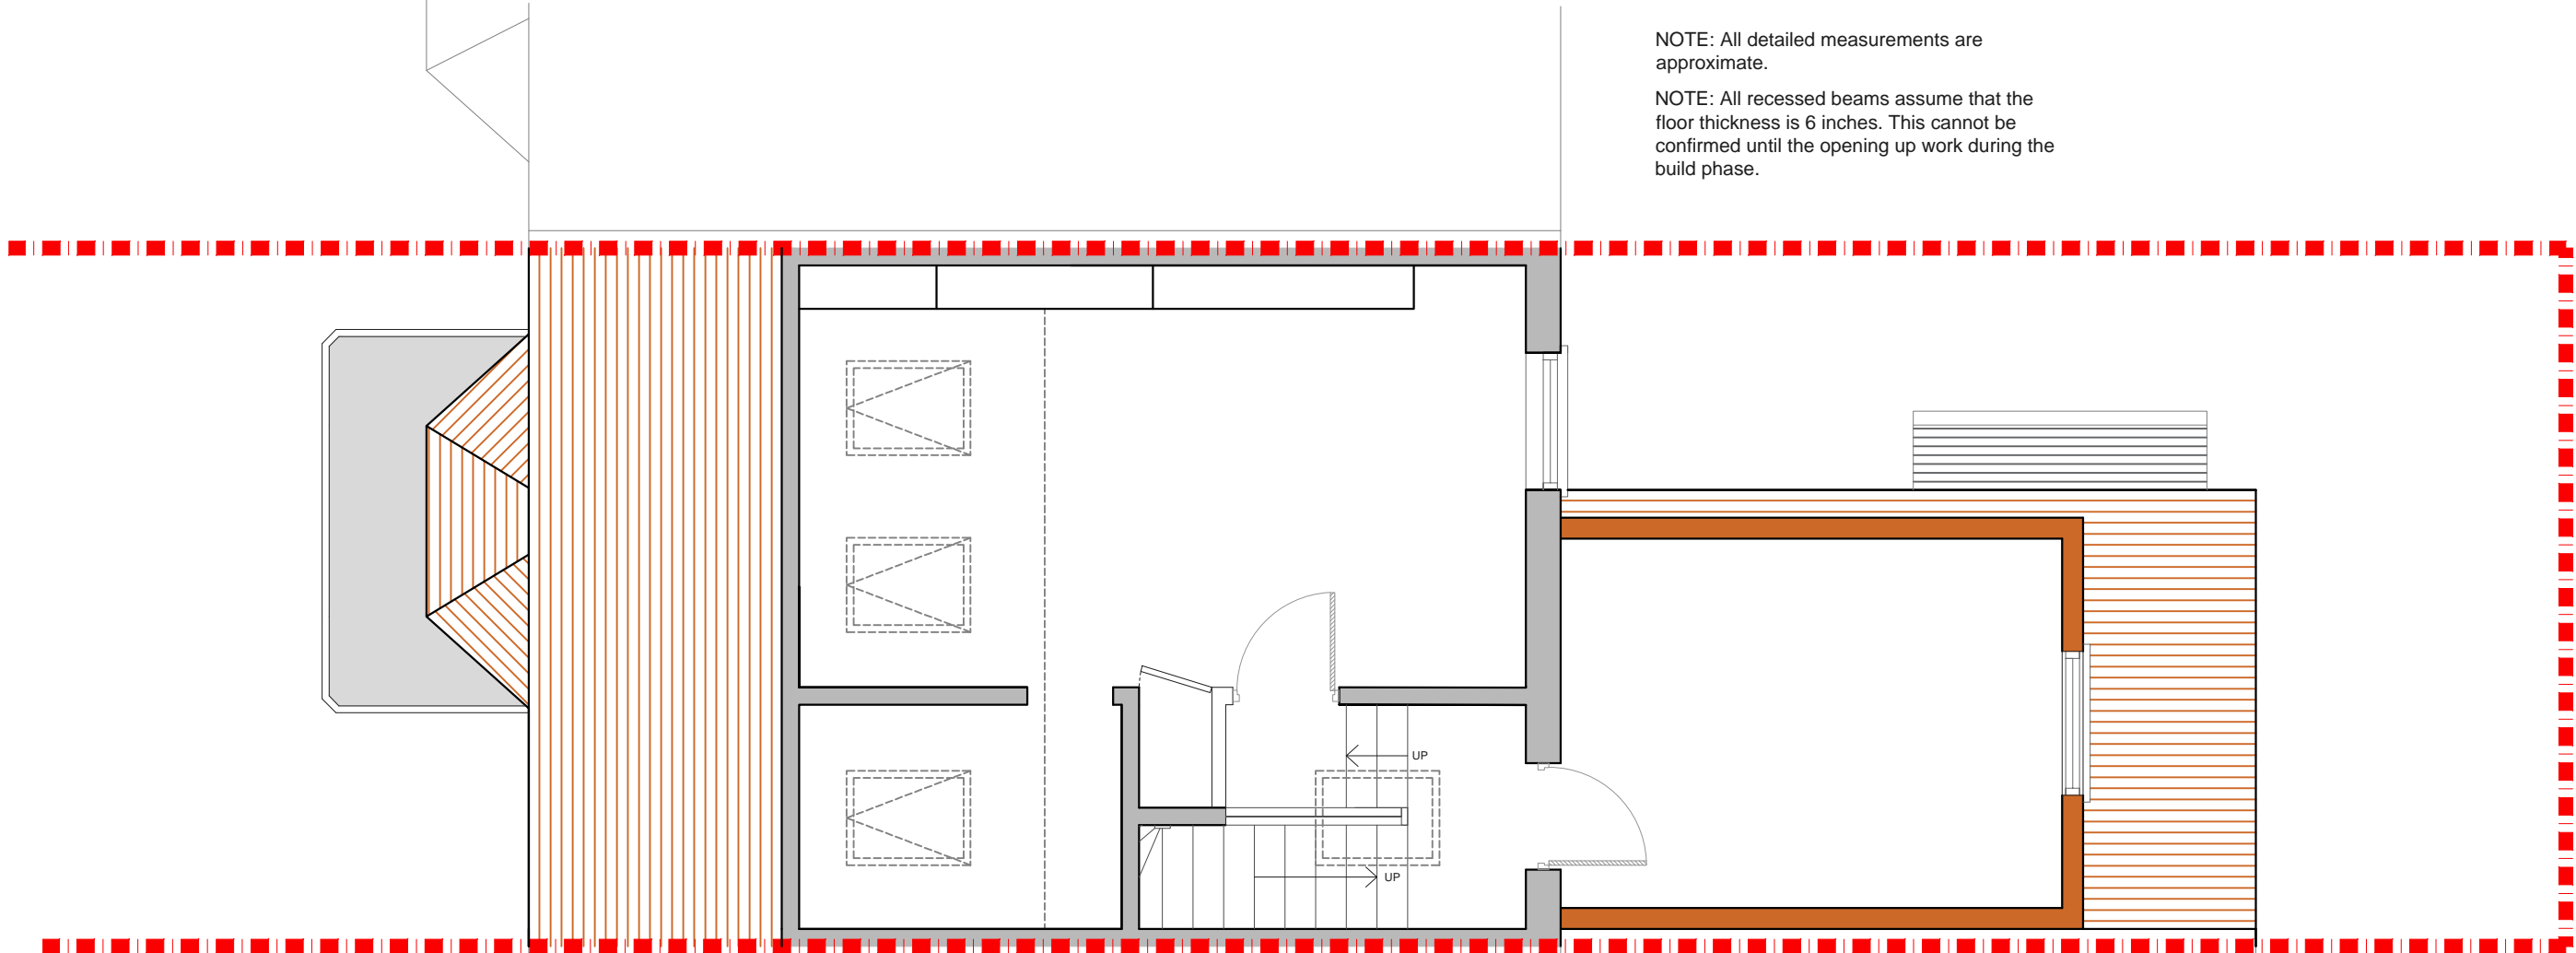 NOTE: All detailed measurements are
approximate.
NOTE: All recessed beams assume that the
floor thickness is 6 inches. This cannot be
confirmed until the opening up work during the
build phase.
UP
UP